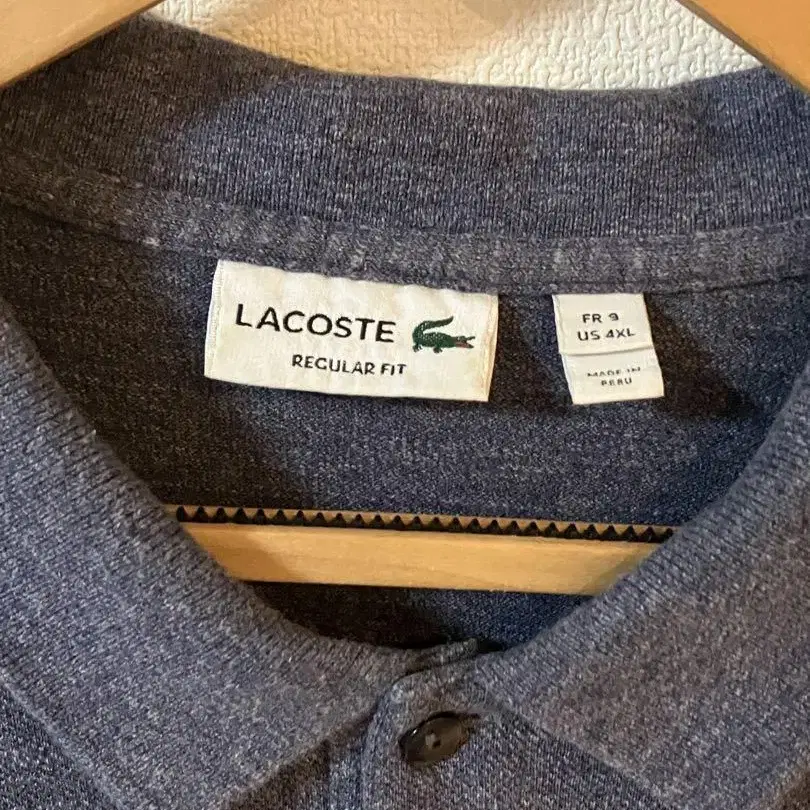 LACOSTE
REGULAR FIT
FR 9
US 4XL
MADE IN
PERU